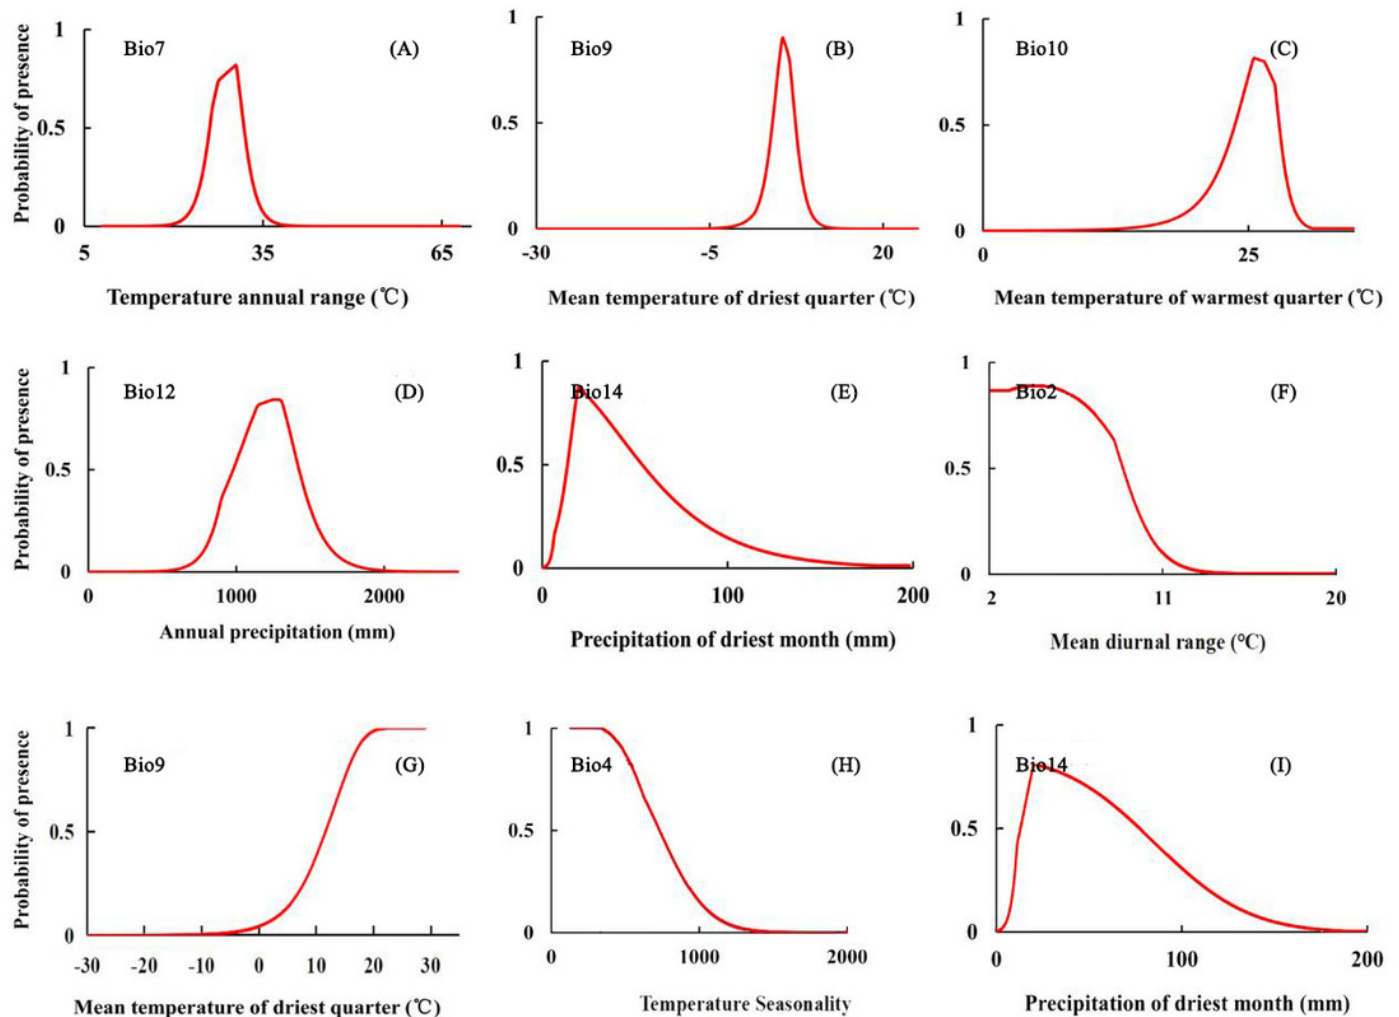 1
Bio7
(A)
Probability of presence
0.5
0
5
35
65
Temperature annual range (℃)
1
Bio9
(B)
0.5
0
-30
-5
20
Mean temperature of driest quarter (℃)
1
Bio10
(C)
0.5
0
0
25
Mean temperature of warmest quarter (℃)
1
Bio12
(D)
Probability of presence
0.5
0
0
1000
2000
Annual precipitation (mm)
1
Bio14
(E)
0.5
0
0
100
200
Precipitation of driest month (mm)
1
Bio2
(F)
0.5
0
2
11
20
Mean diurnal range (°C)
1
Bio9
(G)
Probability of presence
0.5
0
-30 -20 -10 0 10 20 30
Mean temperature of driest quarter (℃)
1
Bio4
(H)
0.5
0
0
1000
2000
Temperature Seasonality
1
Bio14
(I)
0.5
0
0
100
200
Precipitation of driest month (mm)